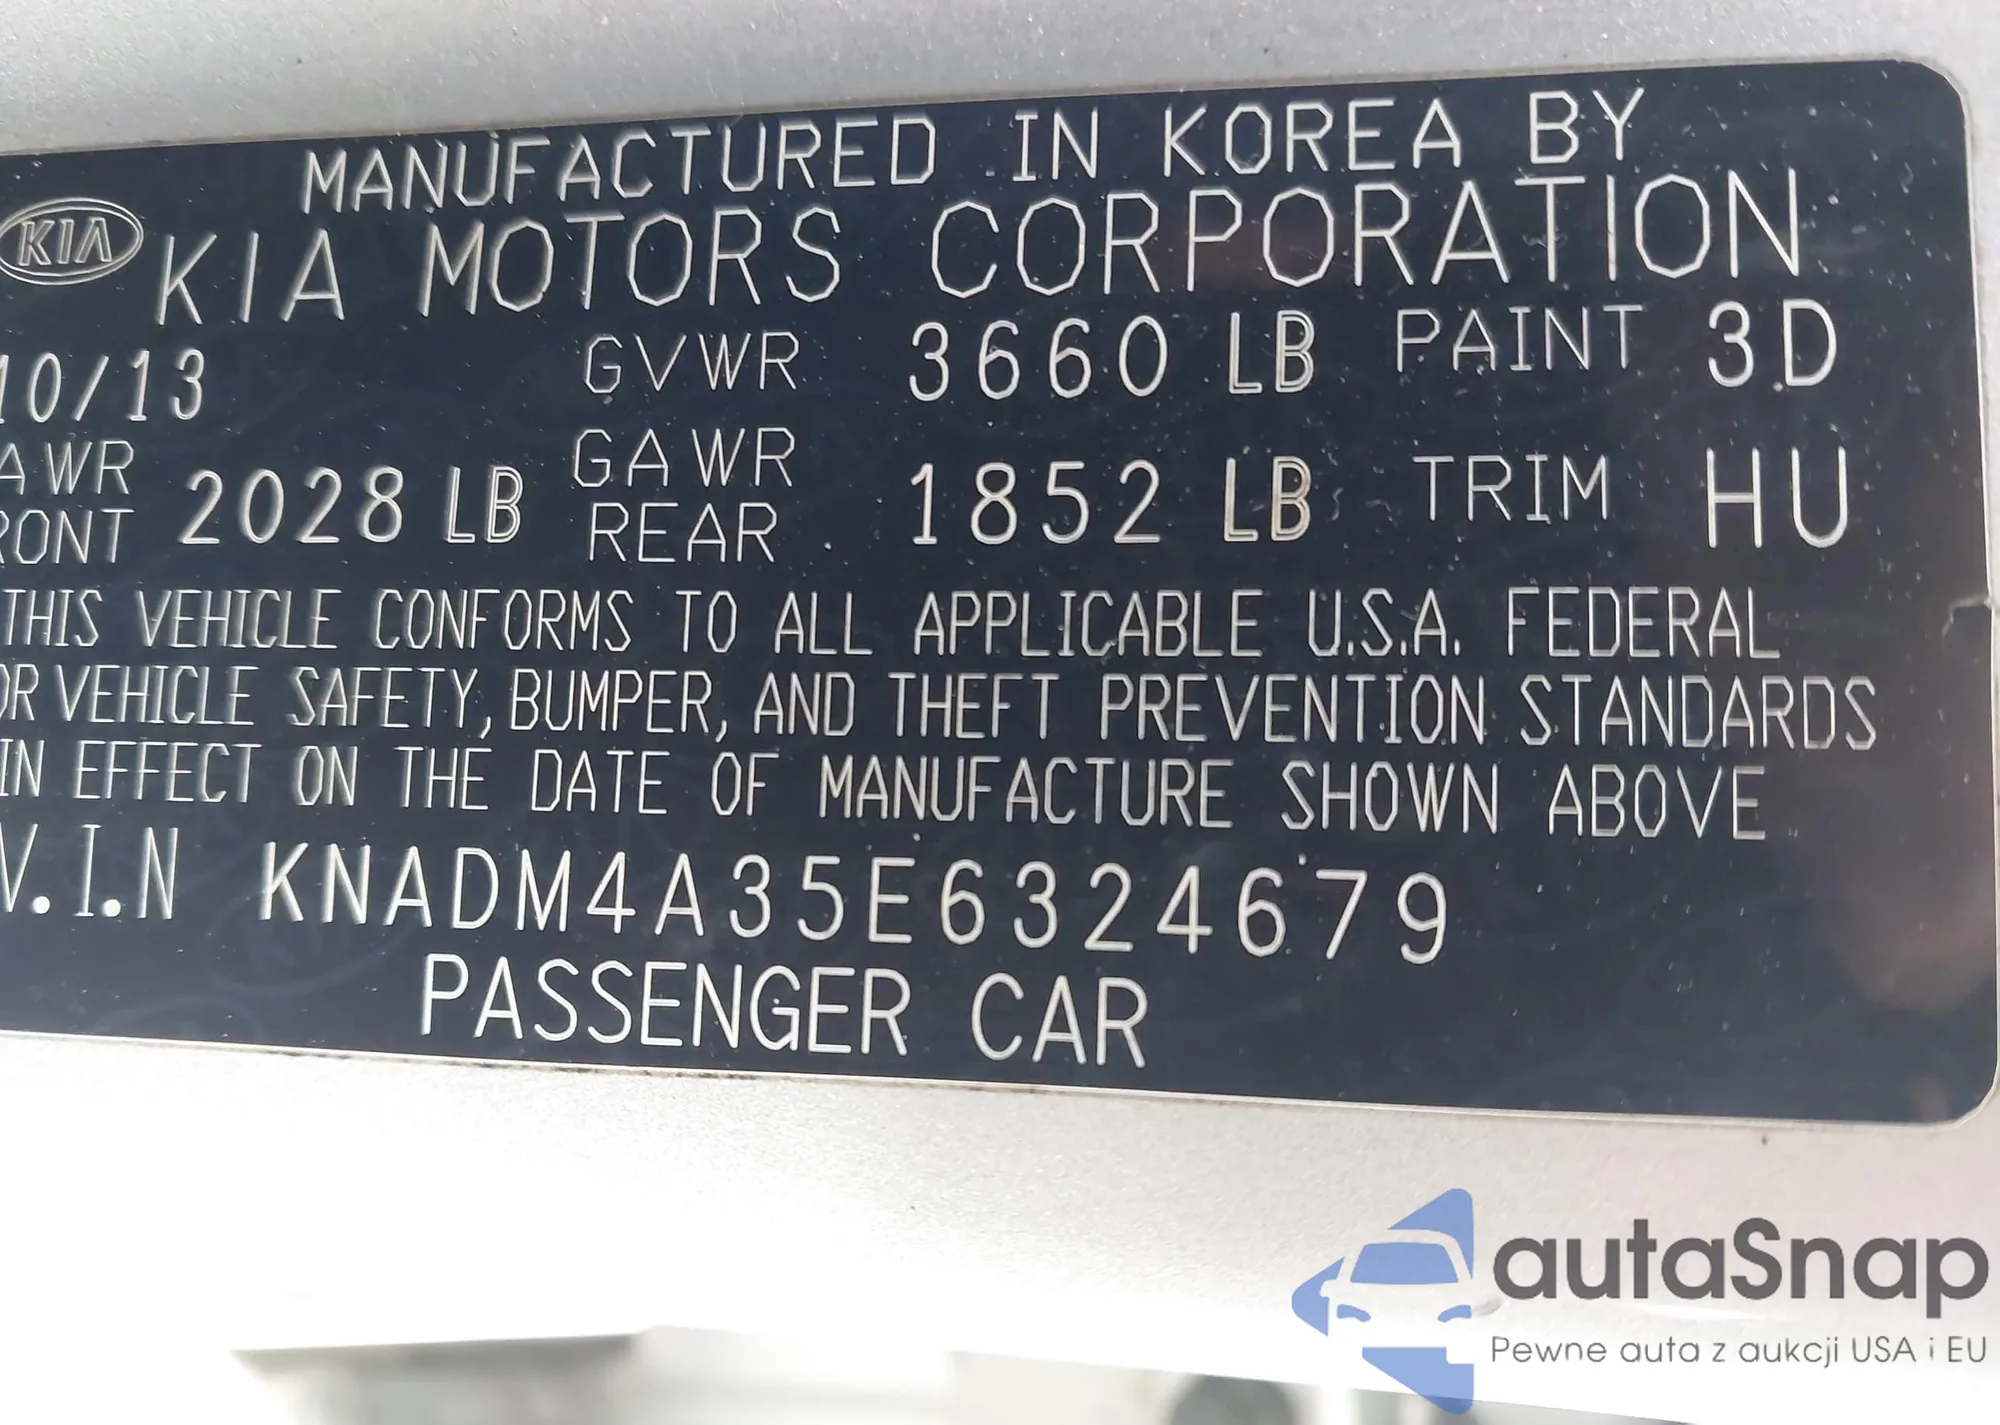 MANUFACTURED IN KOREA BY
KIA KIA MOTORS CORPORATION
10/13 GVWR 3660 LB PAINT 3D
AWR RONT 2028 LB GAWR REAR 1852 LB TRIM HU
THIS VEHICLE CONFORMS TO ALL APPLICABLE U.S.A. FEDERAL
OR VEHICLE SAFETY, BUMPER, AND THEFT PREVENTION STANDARDS
IN EFFECT ON THE DATE OF MANUFACTURE SHOWN ABOVE
V.I.N KNADM4A35E6324679
PASSENGER CAR
autaSnap
Pewne auta z aukcji USA i EU